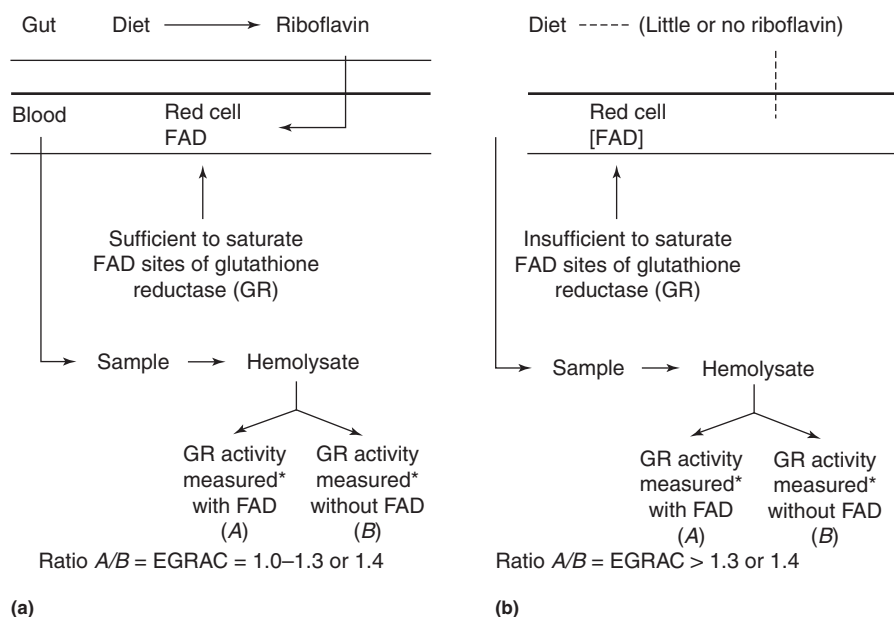 Gut Diet Riboflavin
Blood
Red cell
FAD
Sufficient to saturate
FAD sites of glutathione
reductase (GR)
Sample Hemolysate
GR activity
measured*
with FAD
(A)
GR activity
measured*
without FAD
(B)
Ratio A/B = EGRAC = 1.0–1.3 or 1.4
(a)
Diet (Little or no riboflavin)
Red cell
[FAD]
Insufficient to saturate
FAD sites of glutathione
reductase (GR)
Sample Hemolysate
GR activity
measured*
with FAD
(A)
GR activity
measured*
without FAD
(B)
Ratio A/B = EGRAC > 1.3 or 1.4
(b)